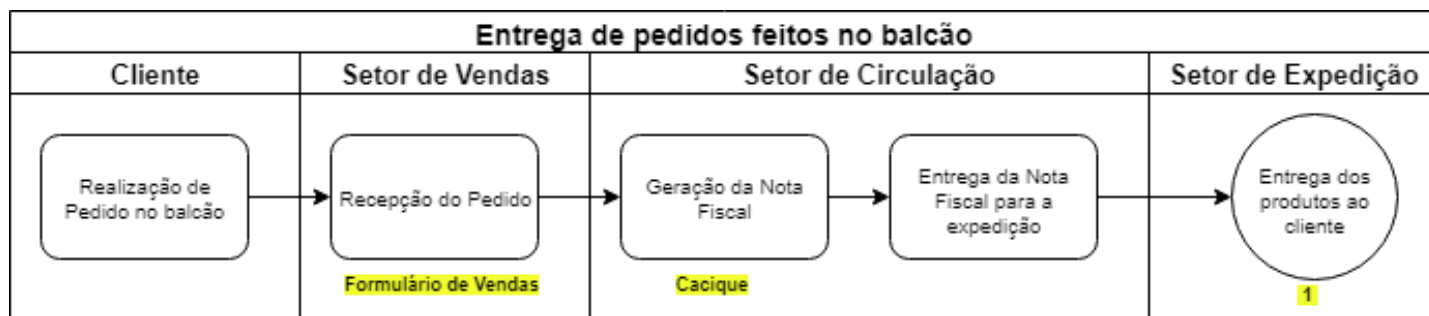 Entrega de pedidos feitos no balcão
Cliente
Setor de Vendas
Setor de Circulação
Setor de Expedição
Realização de
Pedido no balcão
Recepção do Pedido
Geração da Nota
Fiscal
Entrega da Nota
Fiscal para a
expedição
Entrega dos
produtos ao
cliente
Formulário de Vendas
Cacique
1